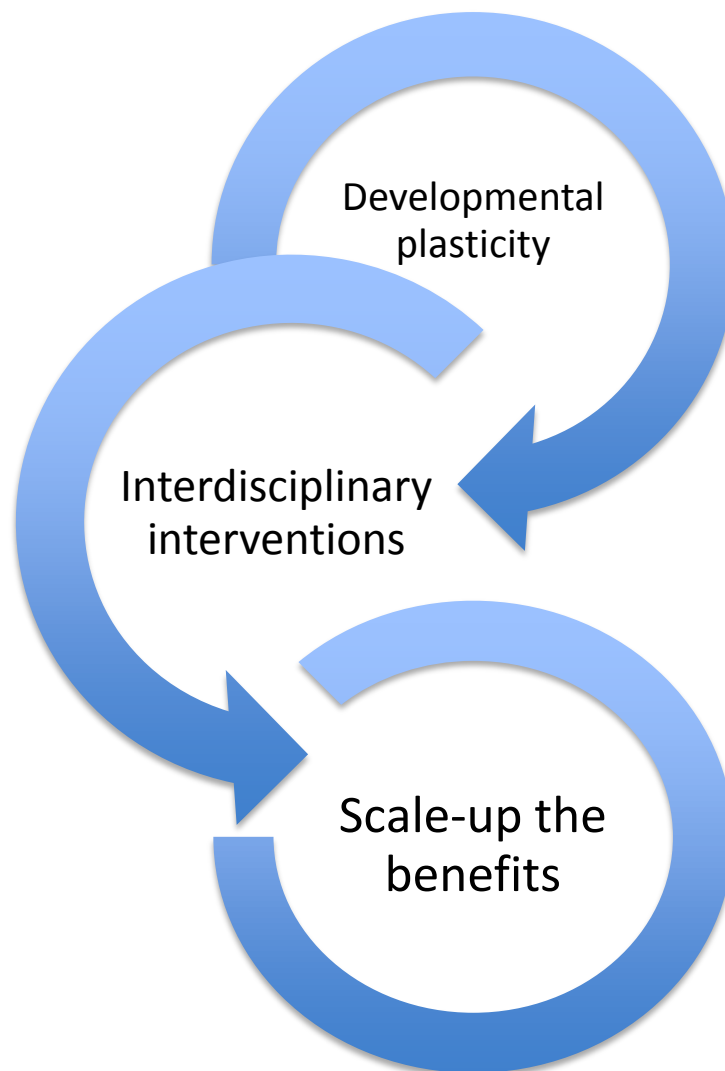 Developmental
plasticity
Interdisciplinary
interventions
Scale-up the
benefits